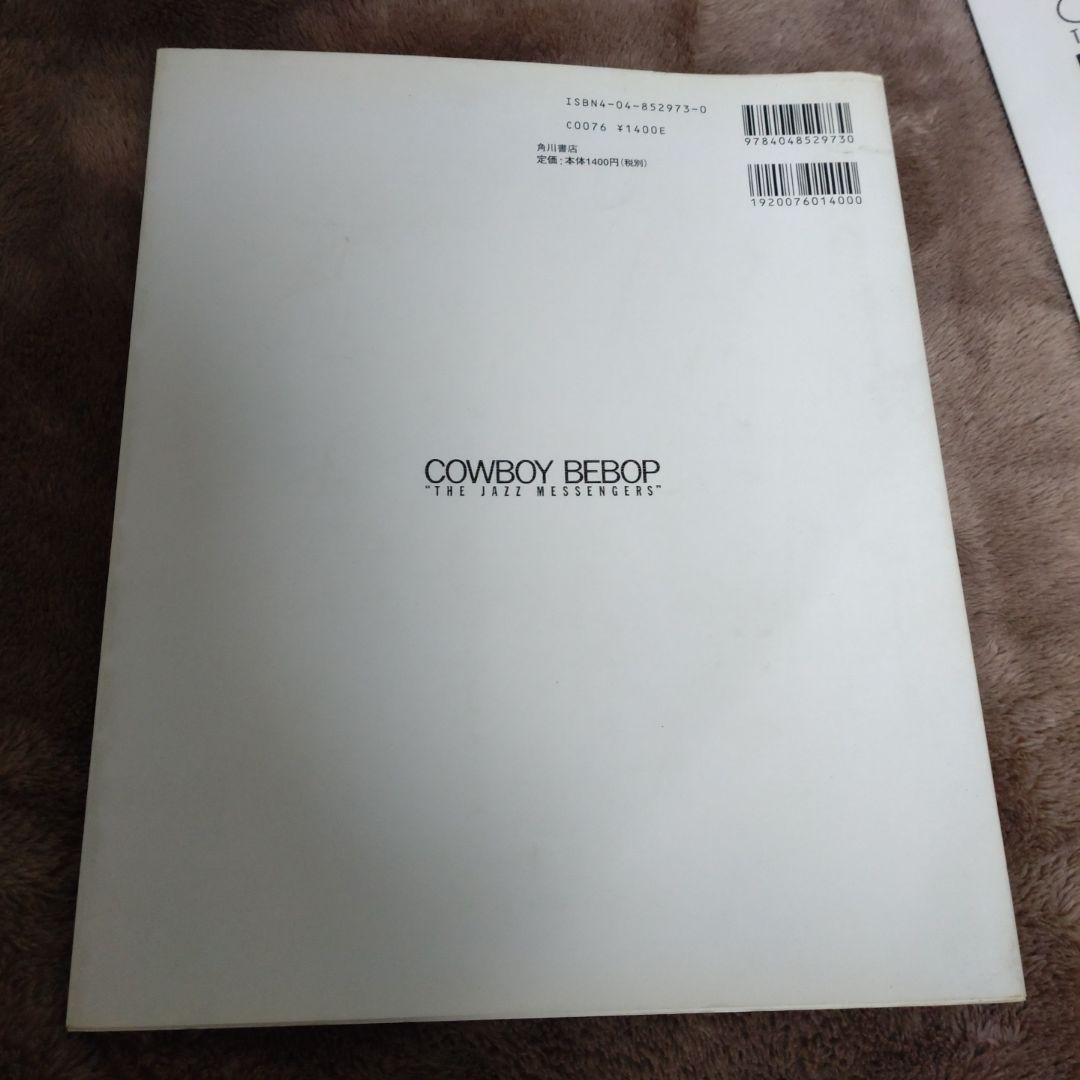 ISBN4-04-852973-0
C0076 ¥1400E
角川書店
定価：本体1400円（税別）
9784048529730
1920076014000
COWBOY BEBOP
"THE JAZZ MESSENGERS"